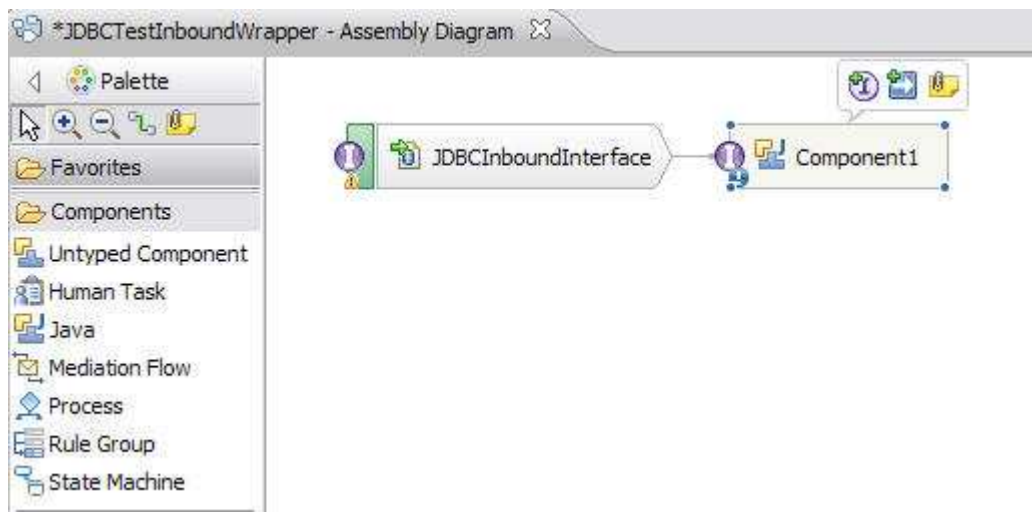 *JDBCTestInboundWrapper - Assembly Diagram
Palette
Favorites
Components
Untyped Component
Human Task
Java
Mediation Flow
Process
Rule Group
State Machine
JDBCInboundInterface
Component1